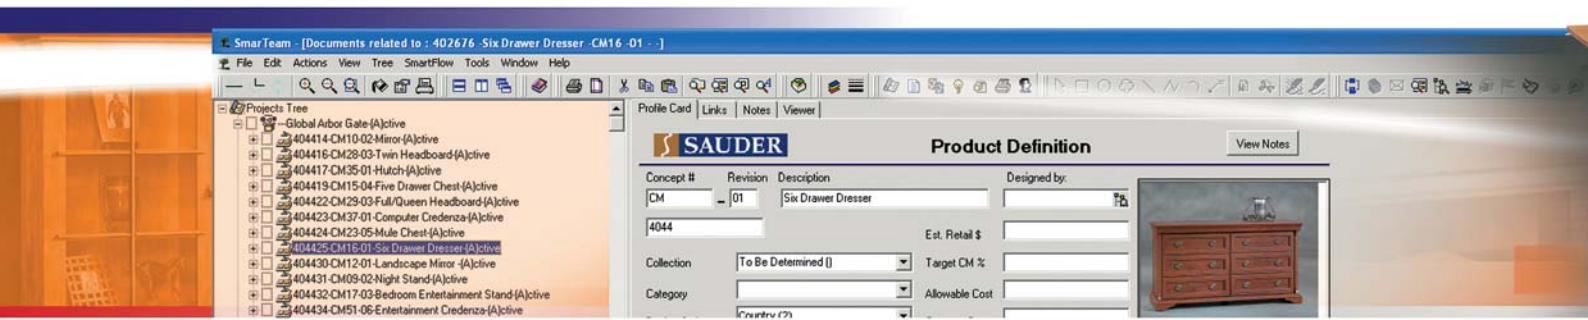 SmarTeam - [Documents related to : 402676 -Six Drawer Dresser -CM16 -01 - -]
File Edit Actions View Tree SmartFlow Tools Window Help
Projects Tree
--Global Arbor Gate-(A)ctive
404414-CM10-02-Mirror-(A)ctive
404416-CM28-03-Twin Headboard-(A)ctive
404417-CM35-01-Hutch-(A)ctive
404419-CM15-04-Five Drawer Chest-(A)ctive
404422-CM29-03-Full/Queen Headboard-(A)ctive
404423-CM37-01-Computer Credenza-(A)ctive
404424-CM23-05-Mule Chest-(A)ctive
404425-CM16-01-Six Drawer Dresser-(A)ctive
404430-CM12-01-Landscape Mirror -(A)ctive
404431-CM09-02-Night Stand-(A)ctive
404432-CM17-03-Bedroom Entertainment Stand-(A)ctive
404434-CM51-06-Entertainment Credenza-(A)ctive
Profile Card Links Notes Viewer
SAUDER Product Definition View Notes
Concept # Revision Description Designed by:
CM - 01 Six Drawer Dresser
4044 Est. Retail $
Collection To Be Determined () Target CM %
Category Allowable Cost
Country (2)